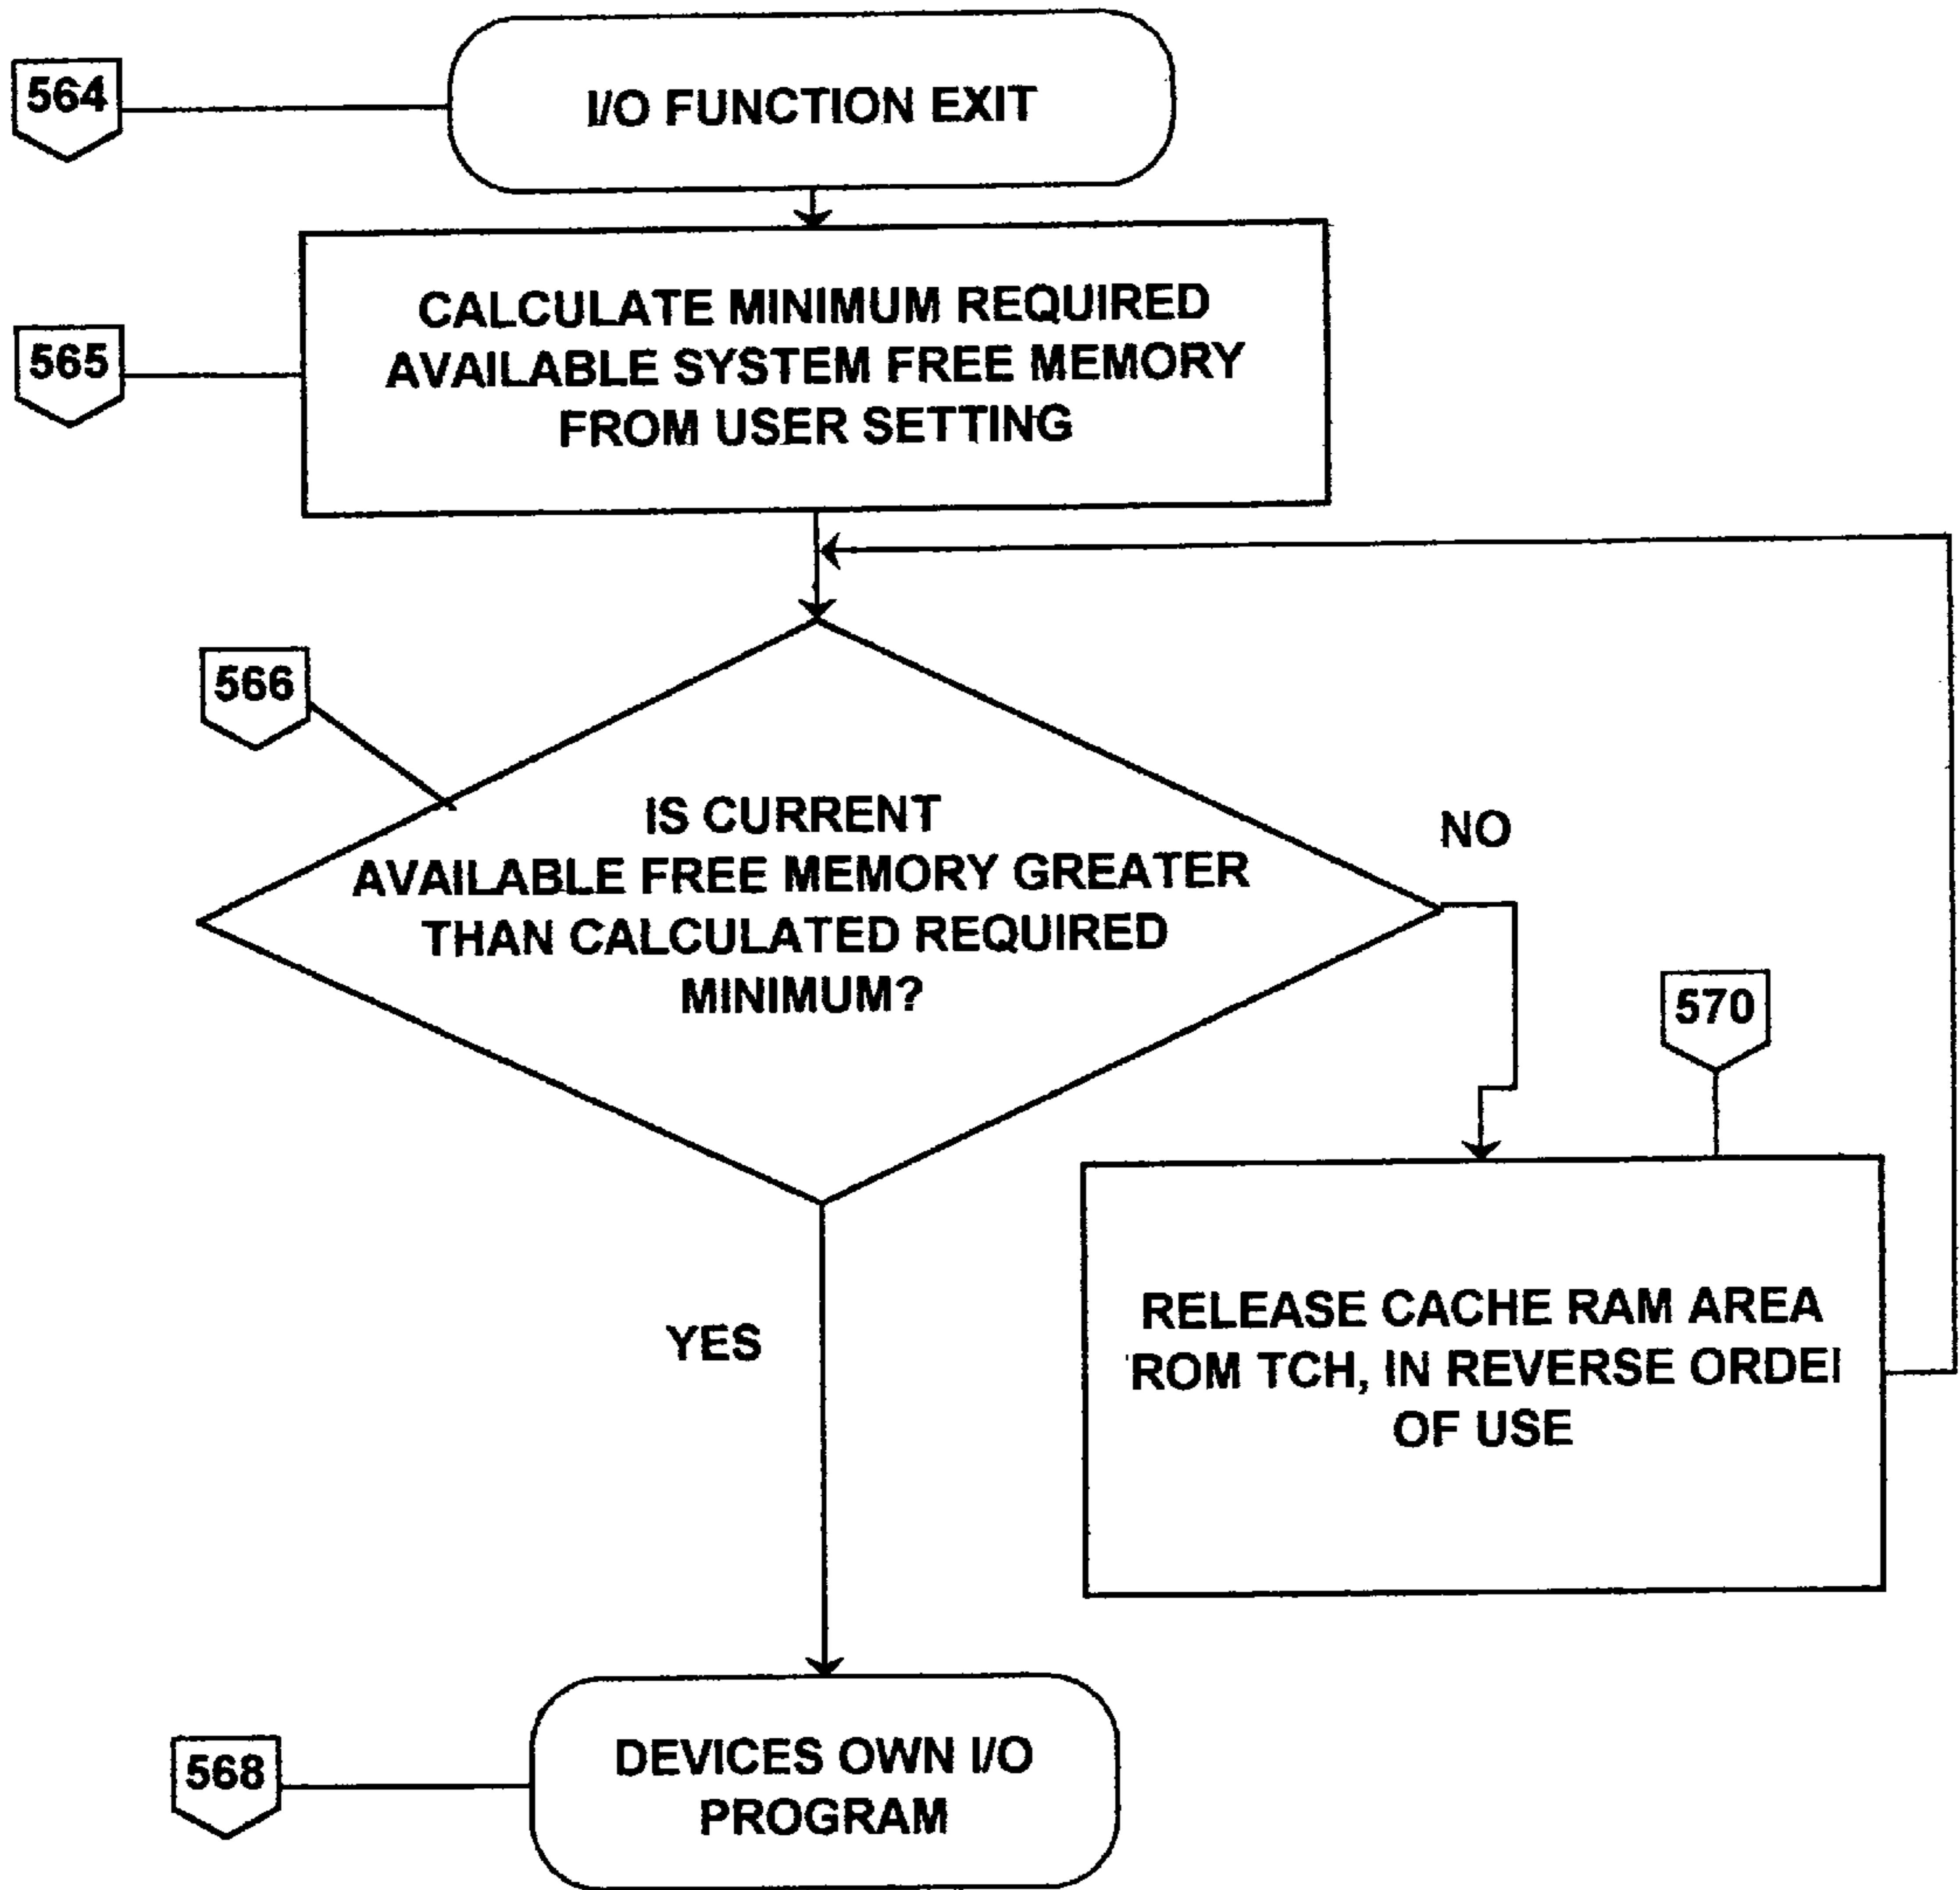 564
I/O FUNCTION EXIT
565
CALCULATE MINIMUM REQUIRED
AVAILABLE SYSTEM FREE MEMORY
FROM USER SETTING
566
IS CURRENT
AVAILABLE FREE MEMORY GREATER
THAN CALCULATED REQUIRED
MINIMUM?
NO
570
RELEASE CACHE RAM AREA
ROM TCH, IN REVERSE ORDE
OF USE
YES
568
DEVICES OWN I/O
PROGRAM